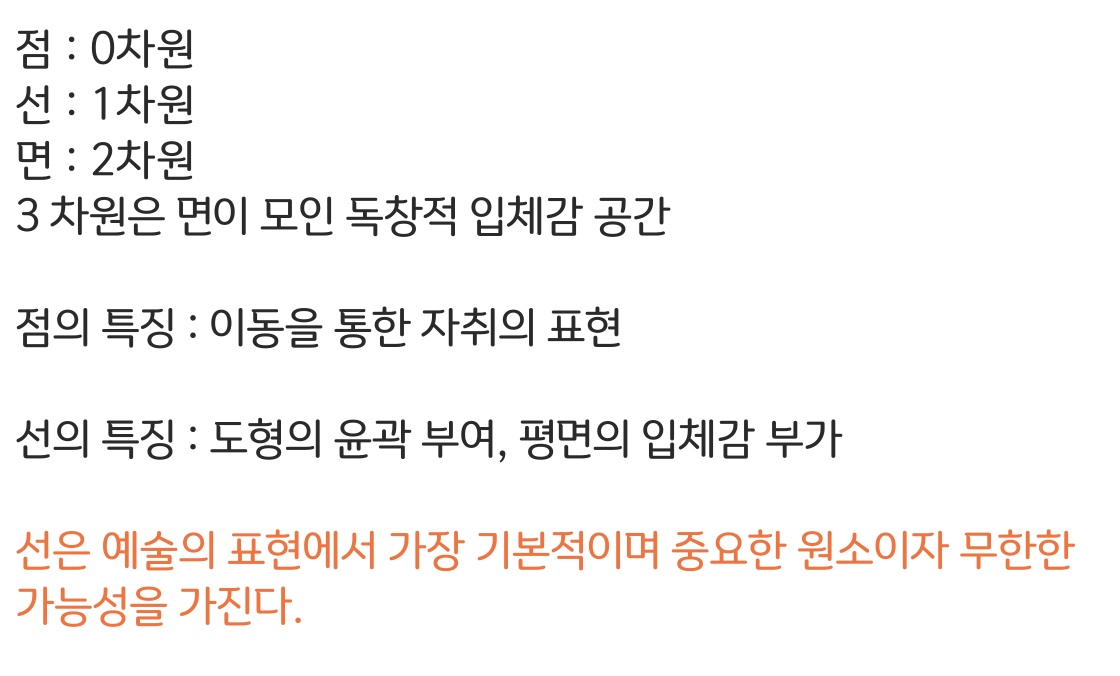 점 : 0차원
선 : 1차원
면 : 2차원
3 차원은 면이 모인 독창적 입체감 공간
점의 특징 : 이동을 통한 자취의 표현
선의 특징 : 도형의 윤곽 부여, 평면의 입체감 부가
선은 예술의 표현에서 가장 기본적이며 중요한 원소이자 무한한
가능성을 가진다.